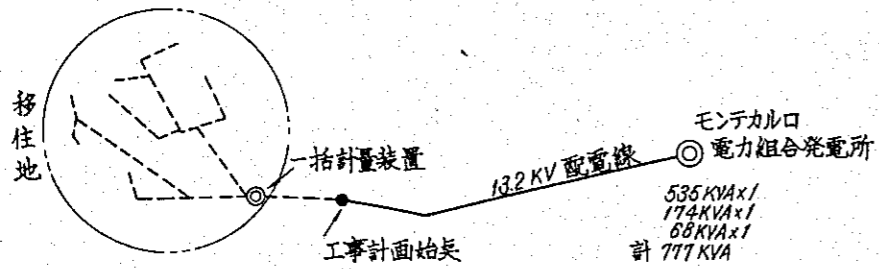 移住地
一括計量装置
工事計画始点
13.2 KV 配電線
モンテカルロ
電力組合発電所
535KVA×1
174KVA×1
68KVA×1
計 777KVA